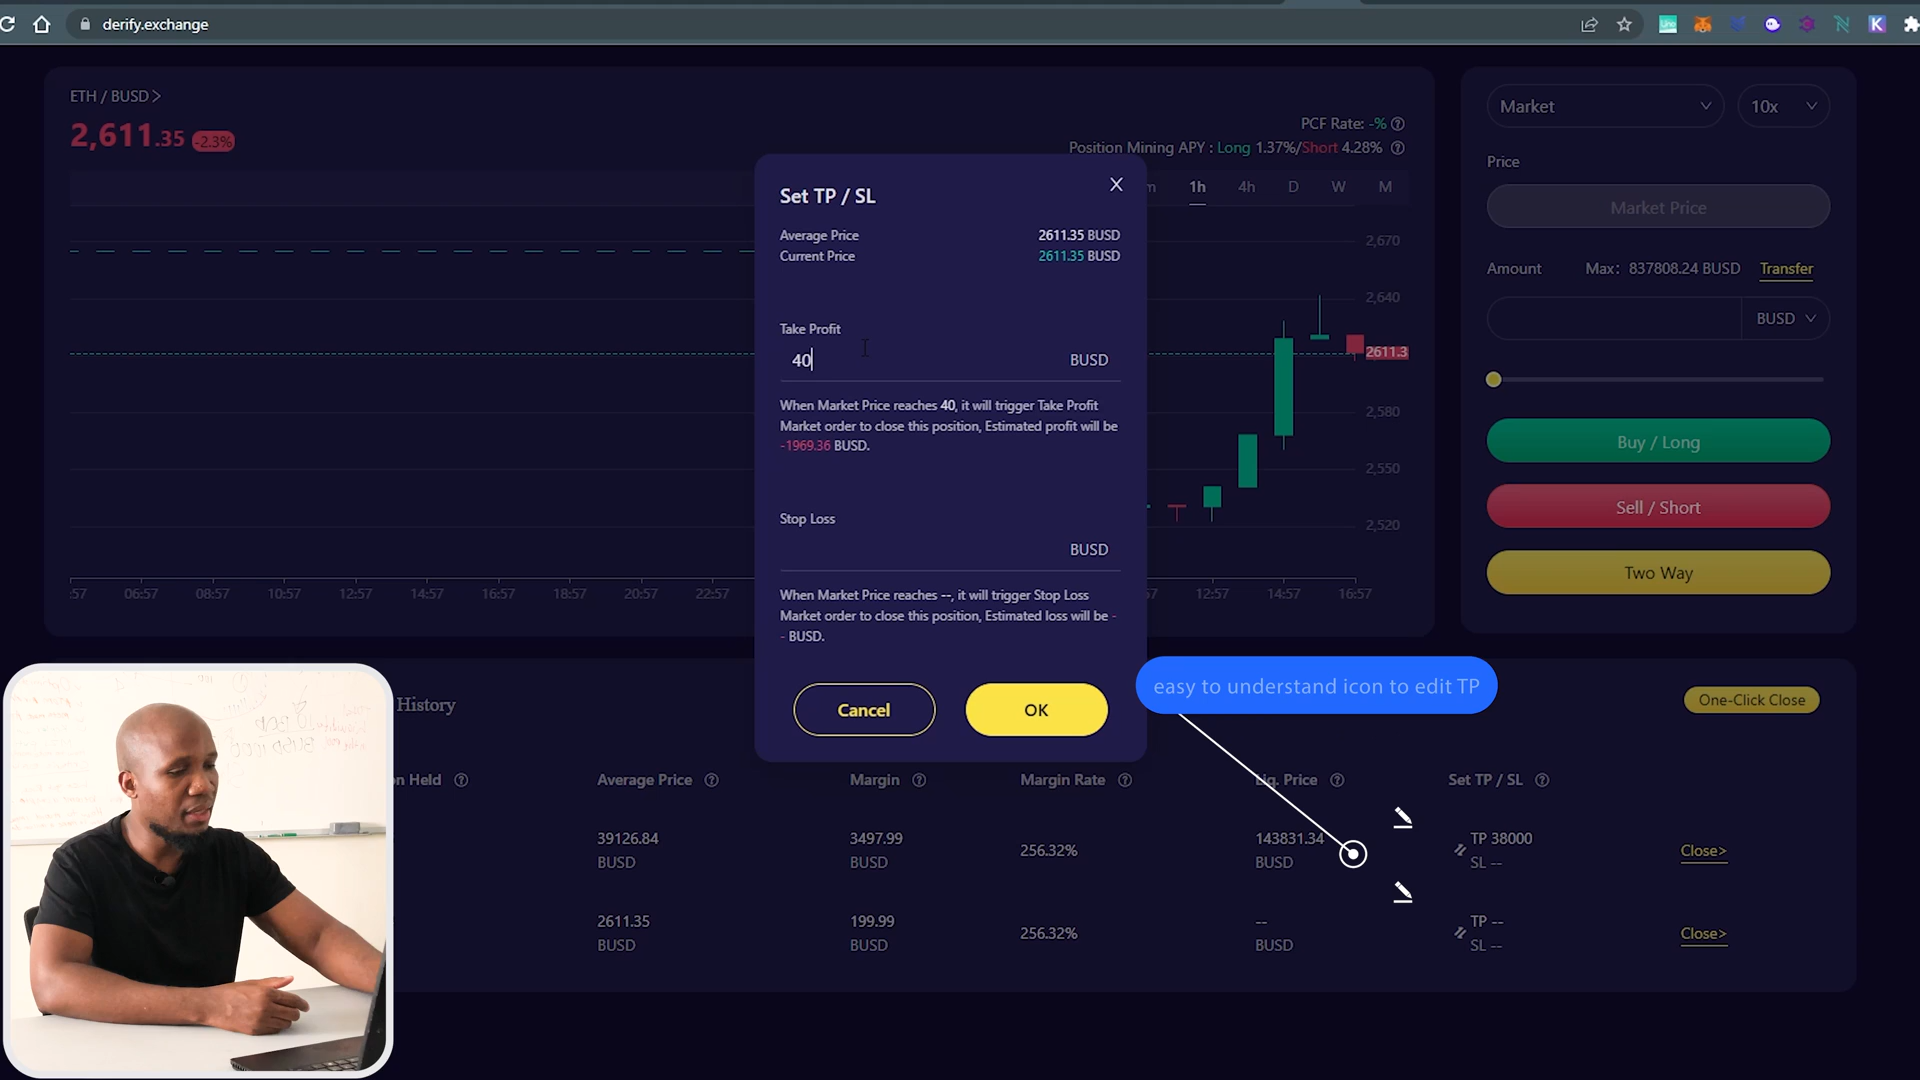 derify.exchange
Uno
K
ETH / BUSD >
2,611.35 -2.3%
PCF Rate: -%
Position Mining APY : Long 1.37%/Short 4.28%
m 1h 4h D W M
2,670
2,640
2611.3
2,580
2,550
2,520
:57 06:57 08:57 10:57 12:57 14:57 16:57 18:57 20:57 22:57
57 12:57 14:57 16:57
Market
10x
Price
Market Price
Amount Max: 837808.24 BUSD Transfer
BUSD
Buy / Long
Sell / Short
Two Way
Set TP / SL
X
Average Price 2611.35 BUSD
Current Price 2611.35 BUSD
Take Profit
40 BUSD
When Market Price reaches 40, it will trigger Take Profit
Market order to close this position, Estimated profit will be
-1969.36 BUSD.
Stop Loss
BUSD
When Market Price reaches --, it will trigger Stop Loss
Market order to close this position, Estimated loss will be -
- BUSD.
Cancel
OK
easy to understand icon to edit TP
History
One-Click Close
n Held Average Price Margin Margin Rate Liq. Price Set TP / SL
39126.84 3497.99 143831.34 TP 38000
256.32% Close>
BUSD BUSD BUSD SL --
2611.35 199.99 -- TP --
256.32% Close>
BUSD BUSD BUSD SL --